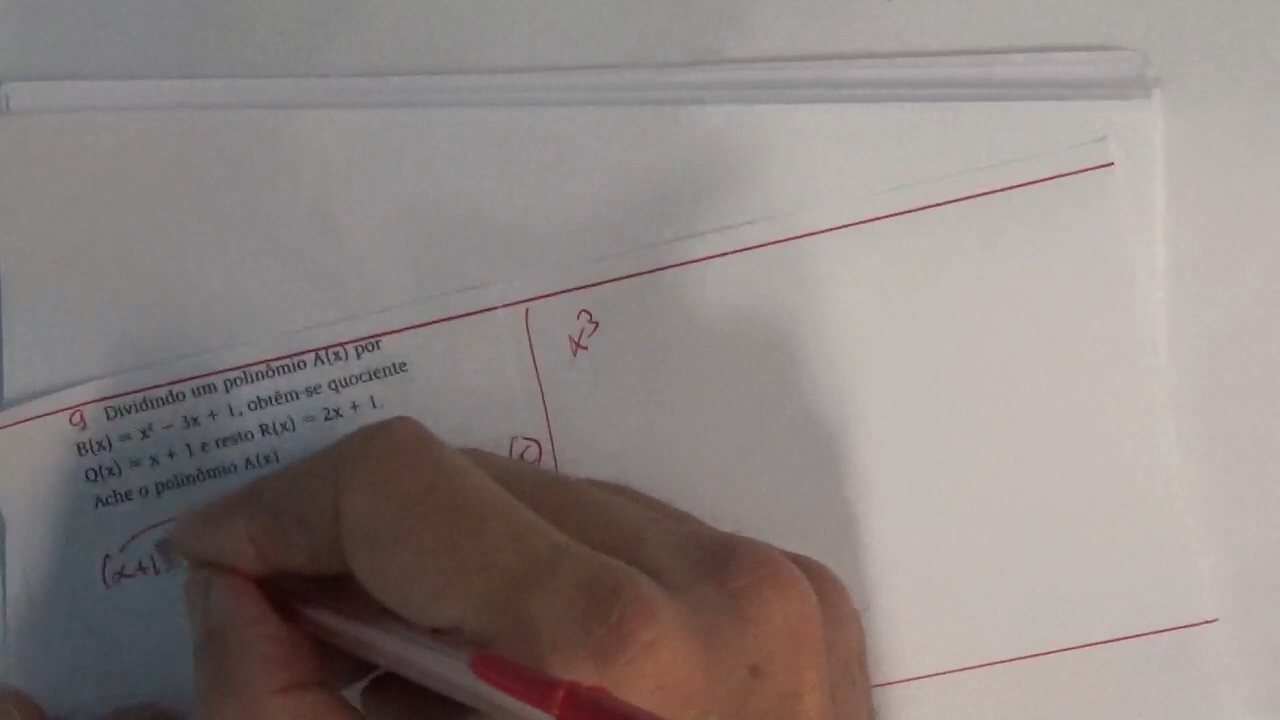 9 Dividindo um polinômio A(x) por
B(x) = x² - 3x + 1, obtêm-se quociente
Q(x) = x + 1 e resto R(x) = 2x + 1.
Ache o polinômio A(x)
(x+1)
x³